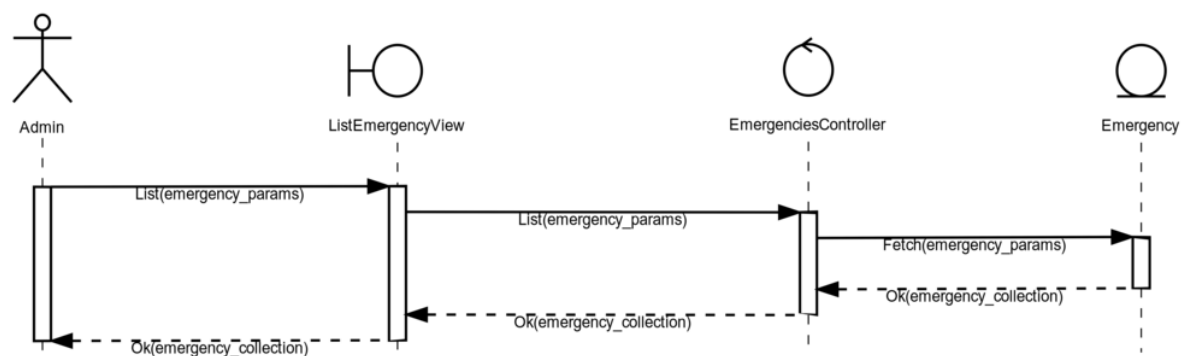 Admin
ListEmergencyView
EmergenciesController
Emergency
List(emergency_params)
List(emergency_params)
Fetch(emergency_params)
Ok(emergency_collection)
Ok(emergency_collection)
Ok(emergency_collection)